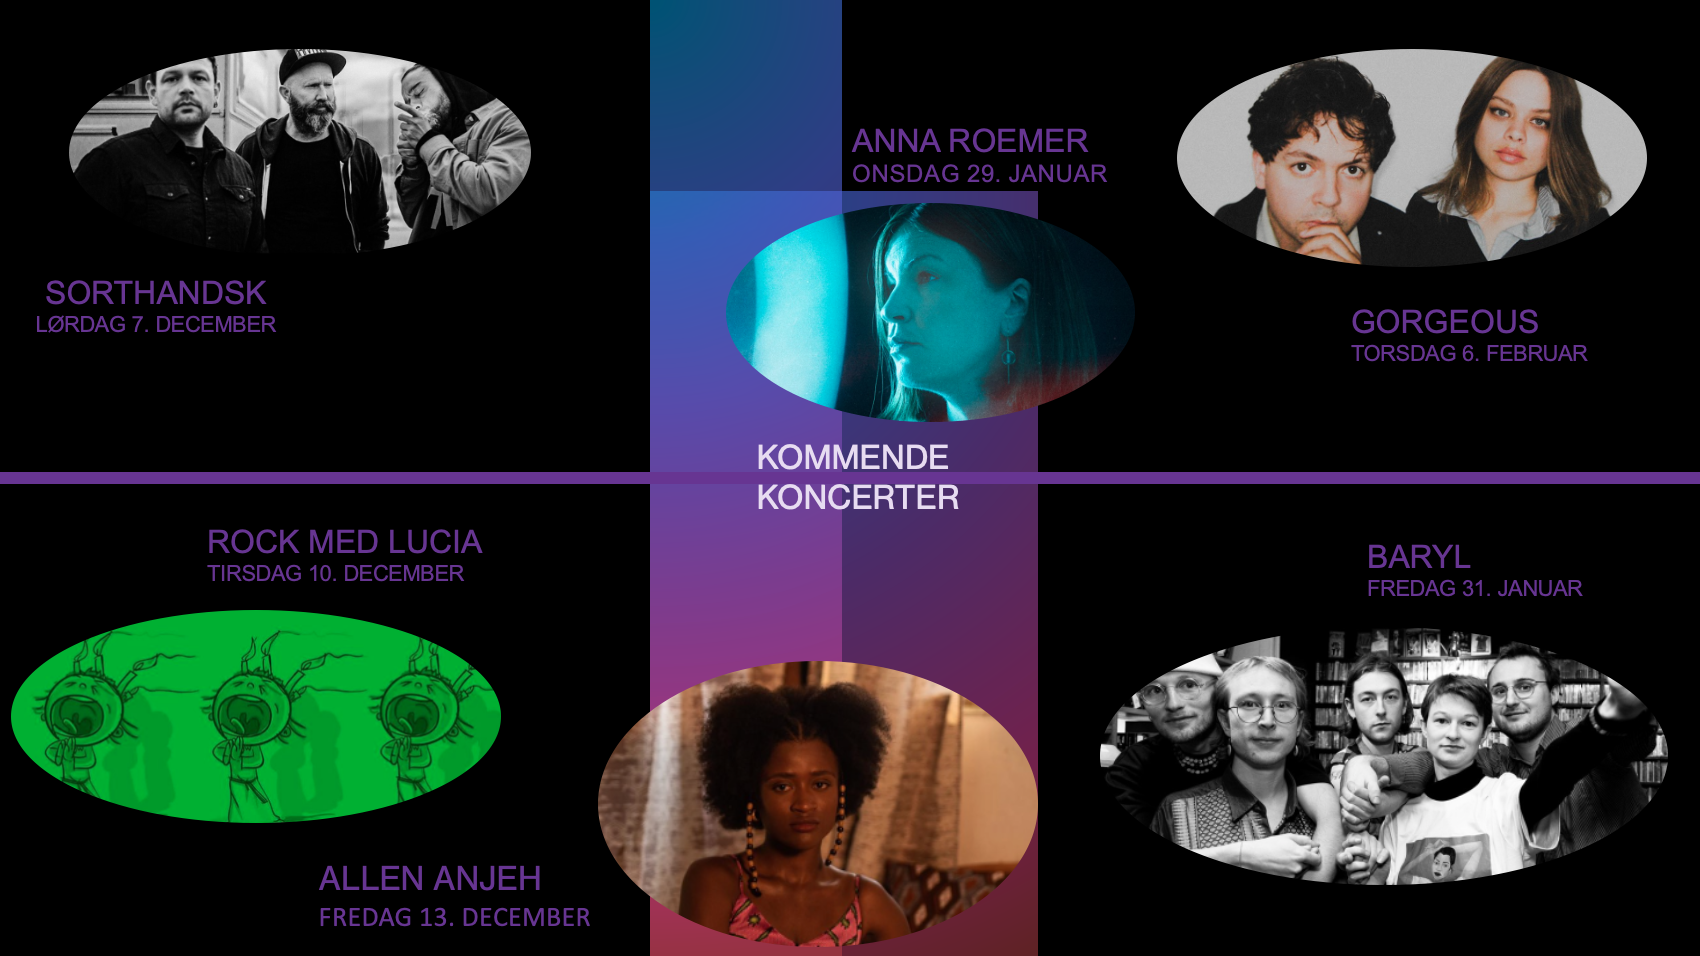 SORTHANDSK
LØRDAG 7. DECEMBER
ANNA ROEMER
ONSDAG 29. JANUAR
GORGEOUS
TORSDAG 6. FEBRUAR
KOMMENDE
KONCERTER
ROCK MED LUCIA
TIRSDAG 10. DECEMBER
BARYL
FREDAG 31. JANUAR
ALLEN ANJEH
FREDAG 13. DECEMBER